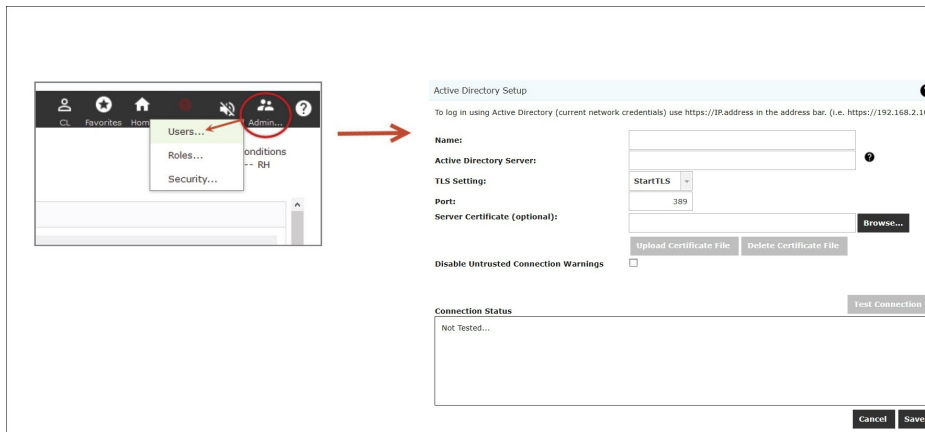 CL Favorites Hom Admin...
Users...
Roles...
Security...
onditions
-- RH
Active Directory Setup
To log in using Active Directory (current network credentials) use https://IP.address in the address bar. (i.e. https://192.168.2.10
Name:
Active Directory Server:
TLS Setting: StartTLS
Port: 389
Server Certificate (optional): Browse...
Upload Certificate File Delete Certificate File
Disable Untrusted Connection Warnings
Test Connection
Connection Status
Not Tested...
Cancel Save